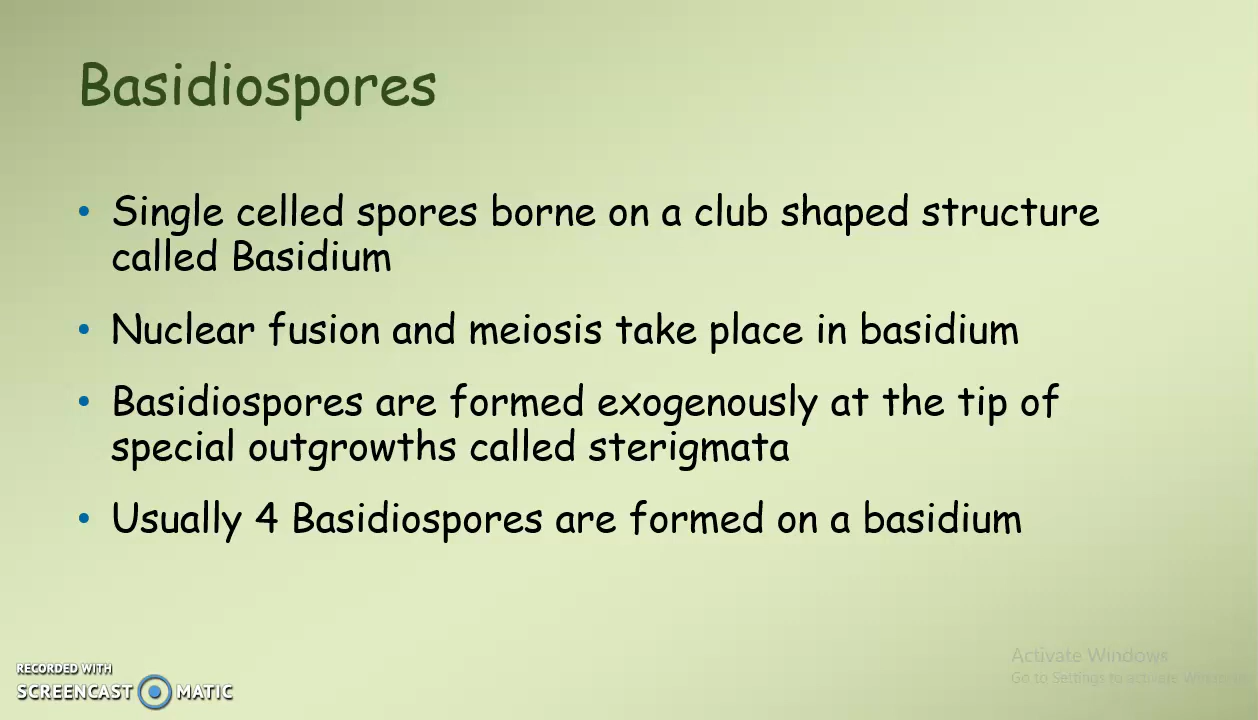 Basidiospores
• Single celled spores borne on a club shaped structure
called Basidium
• Nuclear fusion and meiosis take place in basidium
• Basidiospores are formed exogenously at the tip of
special outgrowths called sterigmata
• Usually 4 Basidiospores are formed on a basidium
Activate Windows
Go to Settings to activate Windows.
RECORDED WITH
SCREENCAST MATIC